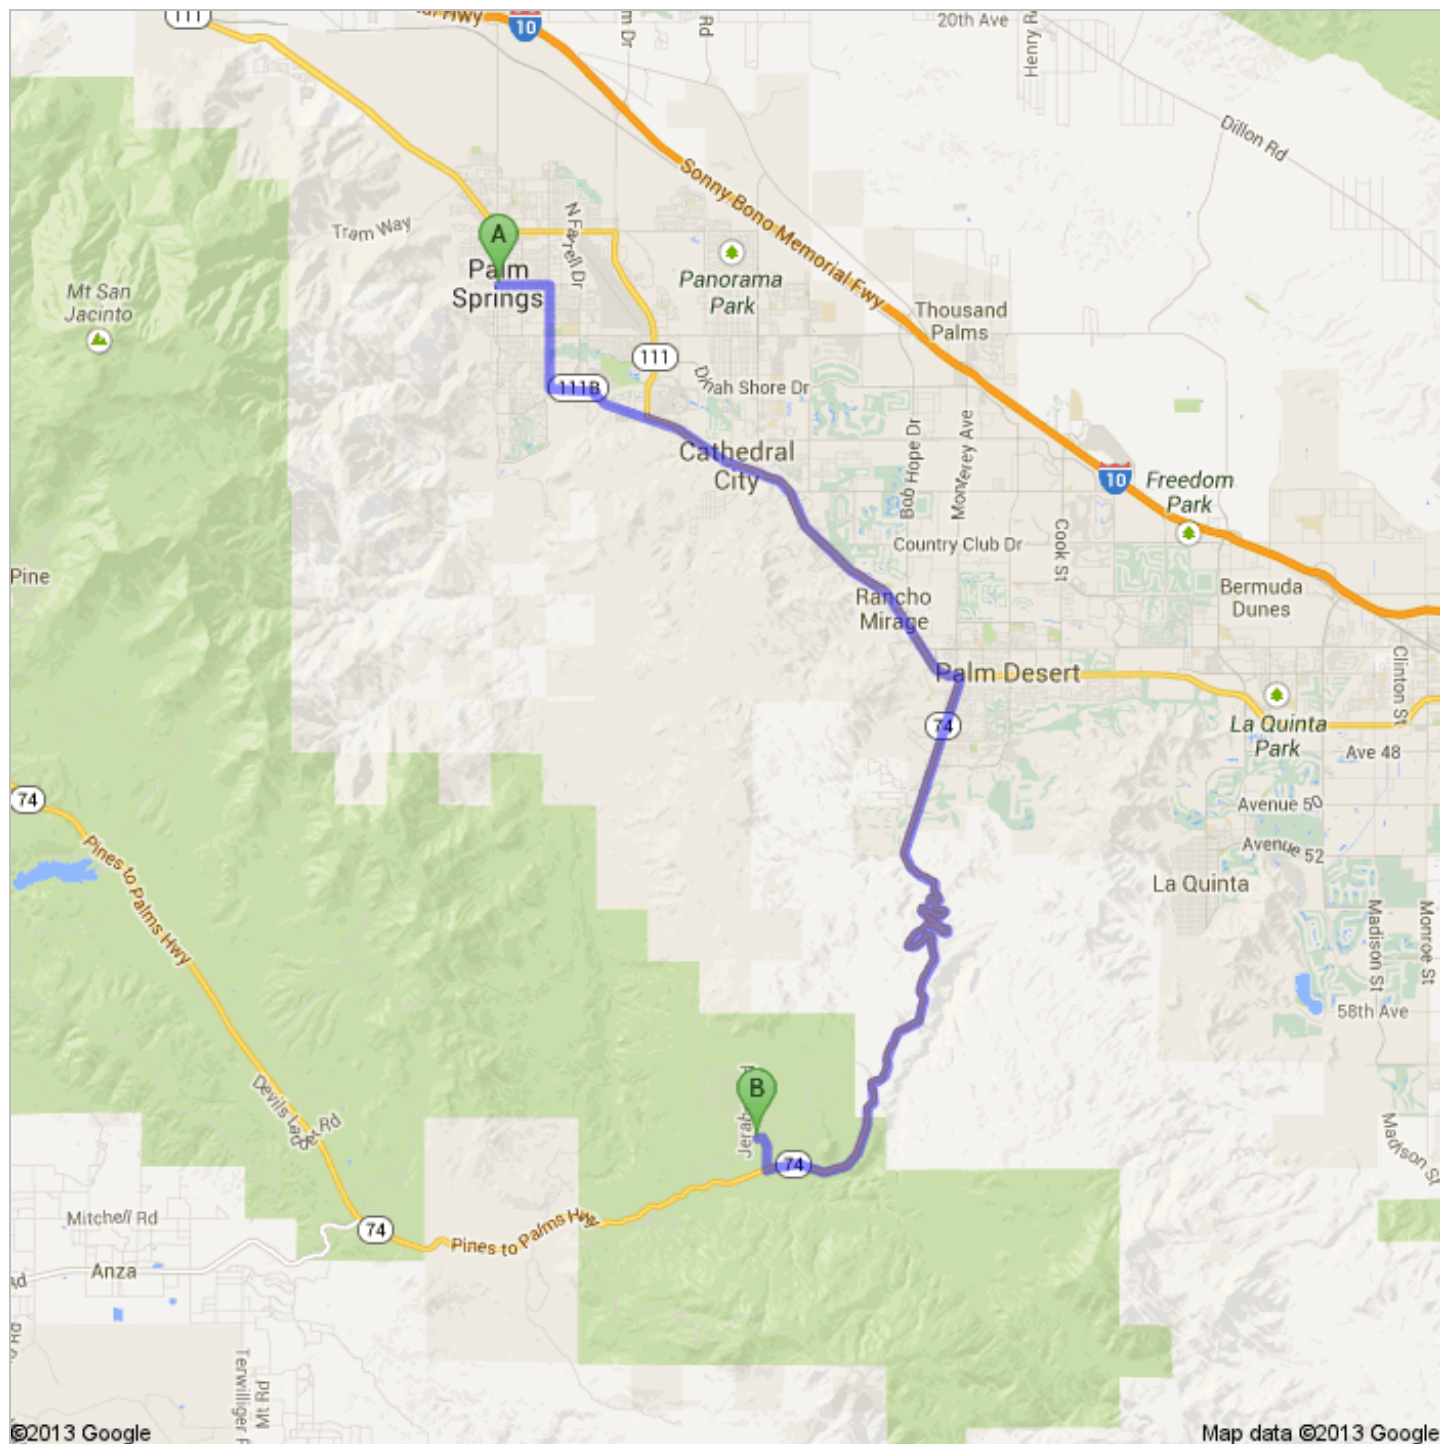 111
10
20th Ave
Henry
Dillon Rd
Rd
Sonny Bono Memorial Fwy
Tram Way
N Farrell Dr
A
Palm
Springs
Panorama
Park
Mt San
Jacinto
Thousand
Palms
111
Dinah Shore Dr
111B
Cathedral
City
Bob Hope Dr
Monterey Ave
10
Freedom
Park
Cook St
Country Club Dr
Pine
Bermuda
Dunes
Rancho
Mirage
Clinton St
Palm Desert
La Quinta
Park
74
Ave 48
74
Avenue 50
Pines to Palms Hwy
Avenue 52
La Quinta
Madison St
Monroe St
58th Ave
B
Devils Ladder Rd
Madison St
74
Mitchell Rd
74
Pines to Palms Hwy
Anza
Terwilliger
©2013 Google
Map data ©2013 Google